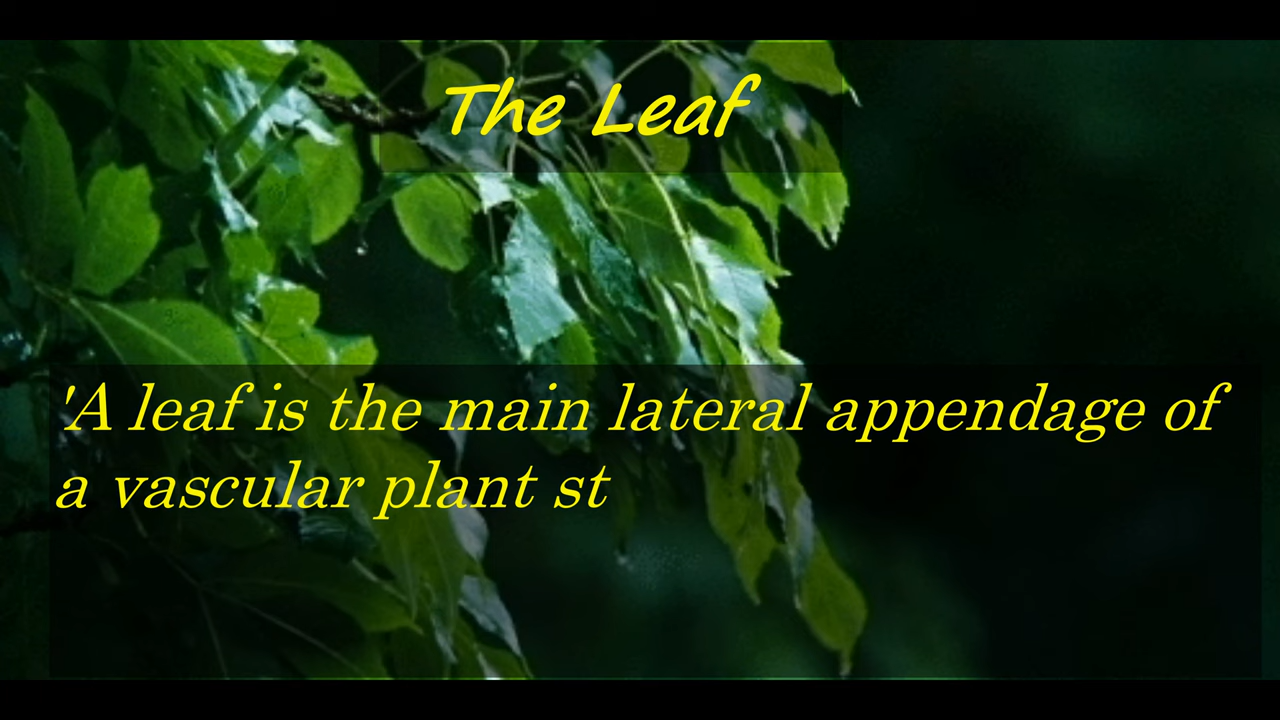 The Leaf
'A leaf is the main lateral appendage of
a vascular plant st